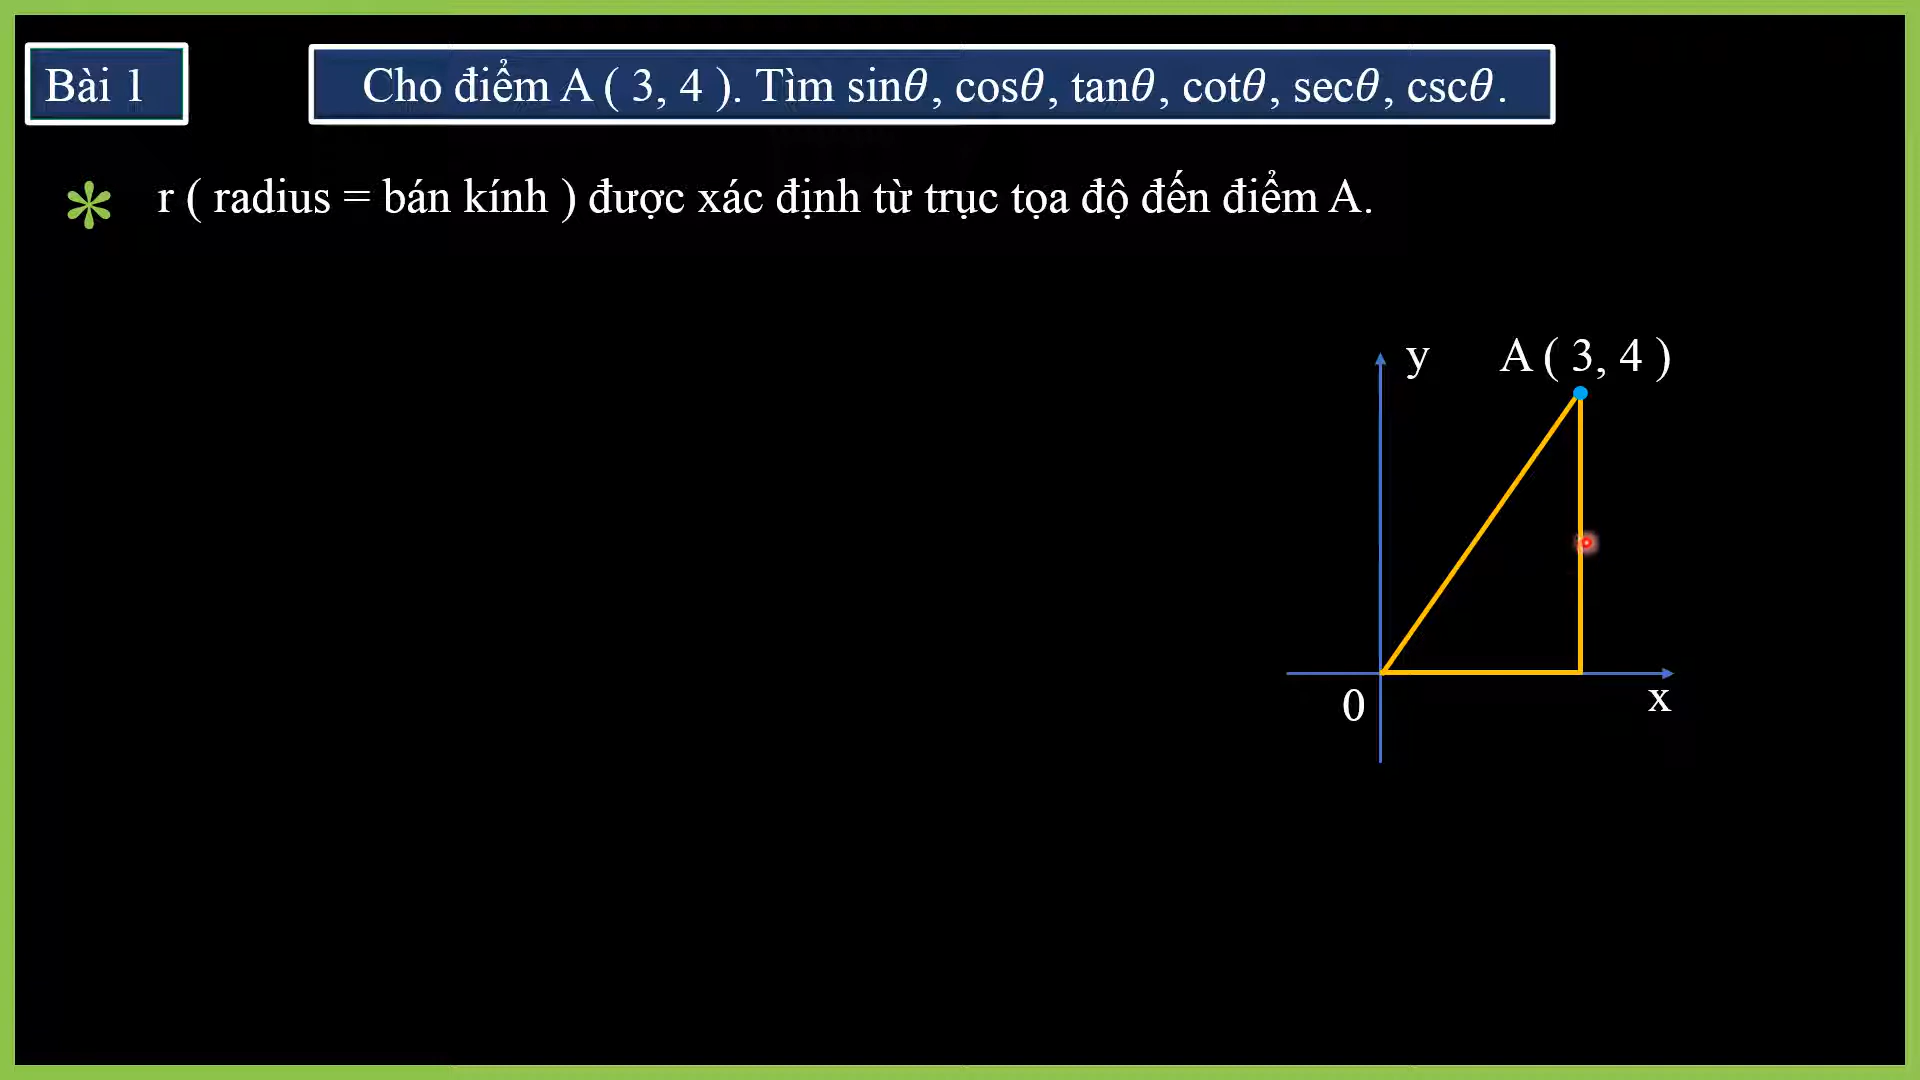 Bài 1
Cho điểm A ( 3, 4 ). Tìm sin𝜃, cos𝜃, tan𝜃, cot𝜃, sec𝜃, csc𝜃.
* r ( radius = bán kính ) được xác định từ trục tọa độ đến điểm A.
y
A ( 3, 4 )
0
x